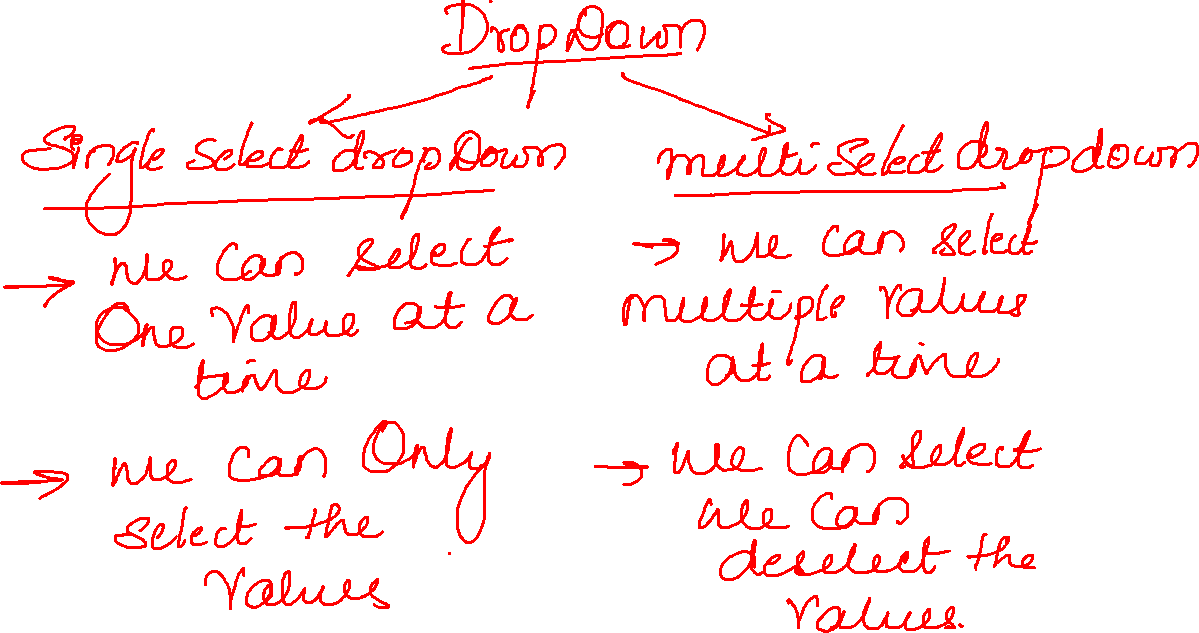 DropDown
Single select dropDown
multi select dropdown
→ we can select
One value at a
time
→ we can select
multiple values
at a time
→ we can Only
select the
values
→ we can select
we can
deselect the
values.